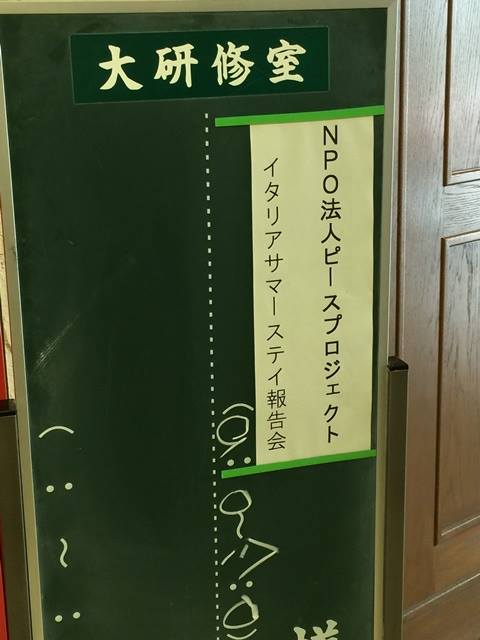 大研修室
NPO法人ピースプロジェクト
イタリアサマーステイ報告会
様